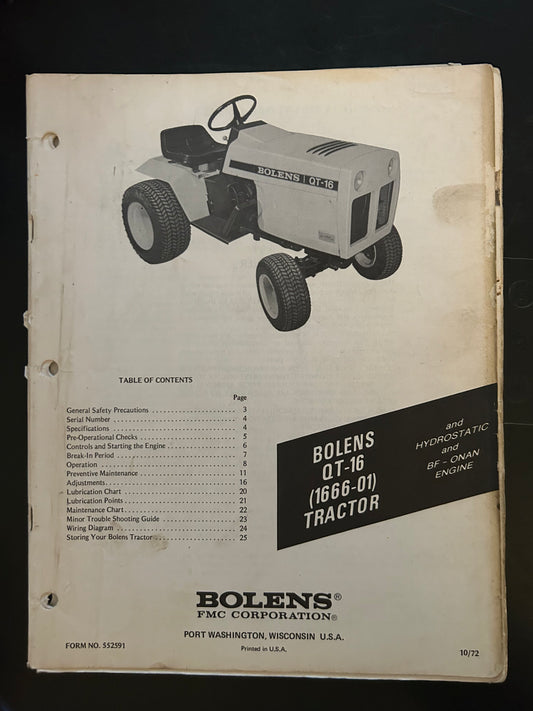 BOLENS QT-16
TABLE OF CONTENTS
Page
General Safety Precautions .................... 3
Serial Number .................... 4
Specifications .................... 4
Pre-Operational Checks .................... 5
Controls and Starting the Engine .................... 6
Break-In Period .................... 7
Operation .................... 8
Preventive Maintenance .................... 11
Adjustments .................... 16
Lubrication Chart .................... 20
Lubrication Points .................... 21
Maintenance Chart .................... 22
Minor Trouble Shooting Guide .................... 23
Wiring Diagram .................... 24
Storing Your Bolens Tractor .................... 25
BOLENS
QT-16
(1666-01)
TRACTOR
and
HYDROSTATIC
and
BF - ONAN
ENGINE
BOLENS®
FMC CORPORATION®
PORT WASHINGTON, WISCONSIN U.S.A.
Printed in U.S.A.
FORM NO. 552591
10/72